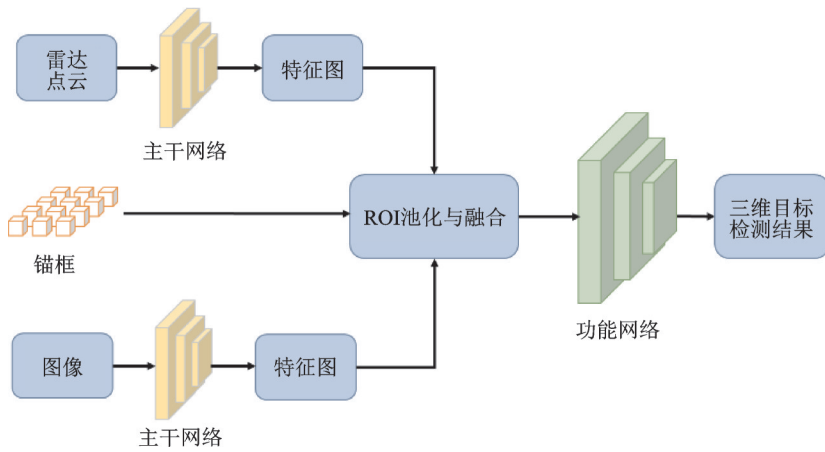 雷达
点云
特征图
主干网络
锚框
ROI池化与融合
三维目标
检测结果
功能网络
图像
特征图
主干网络